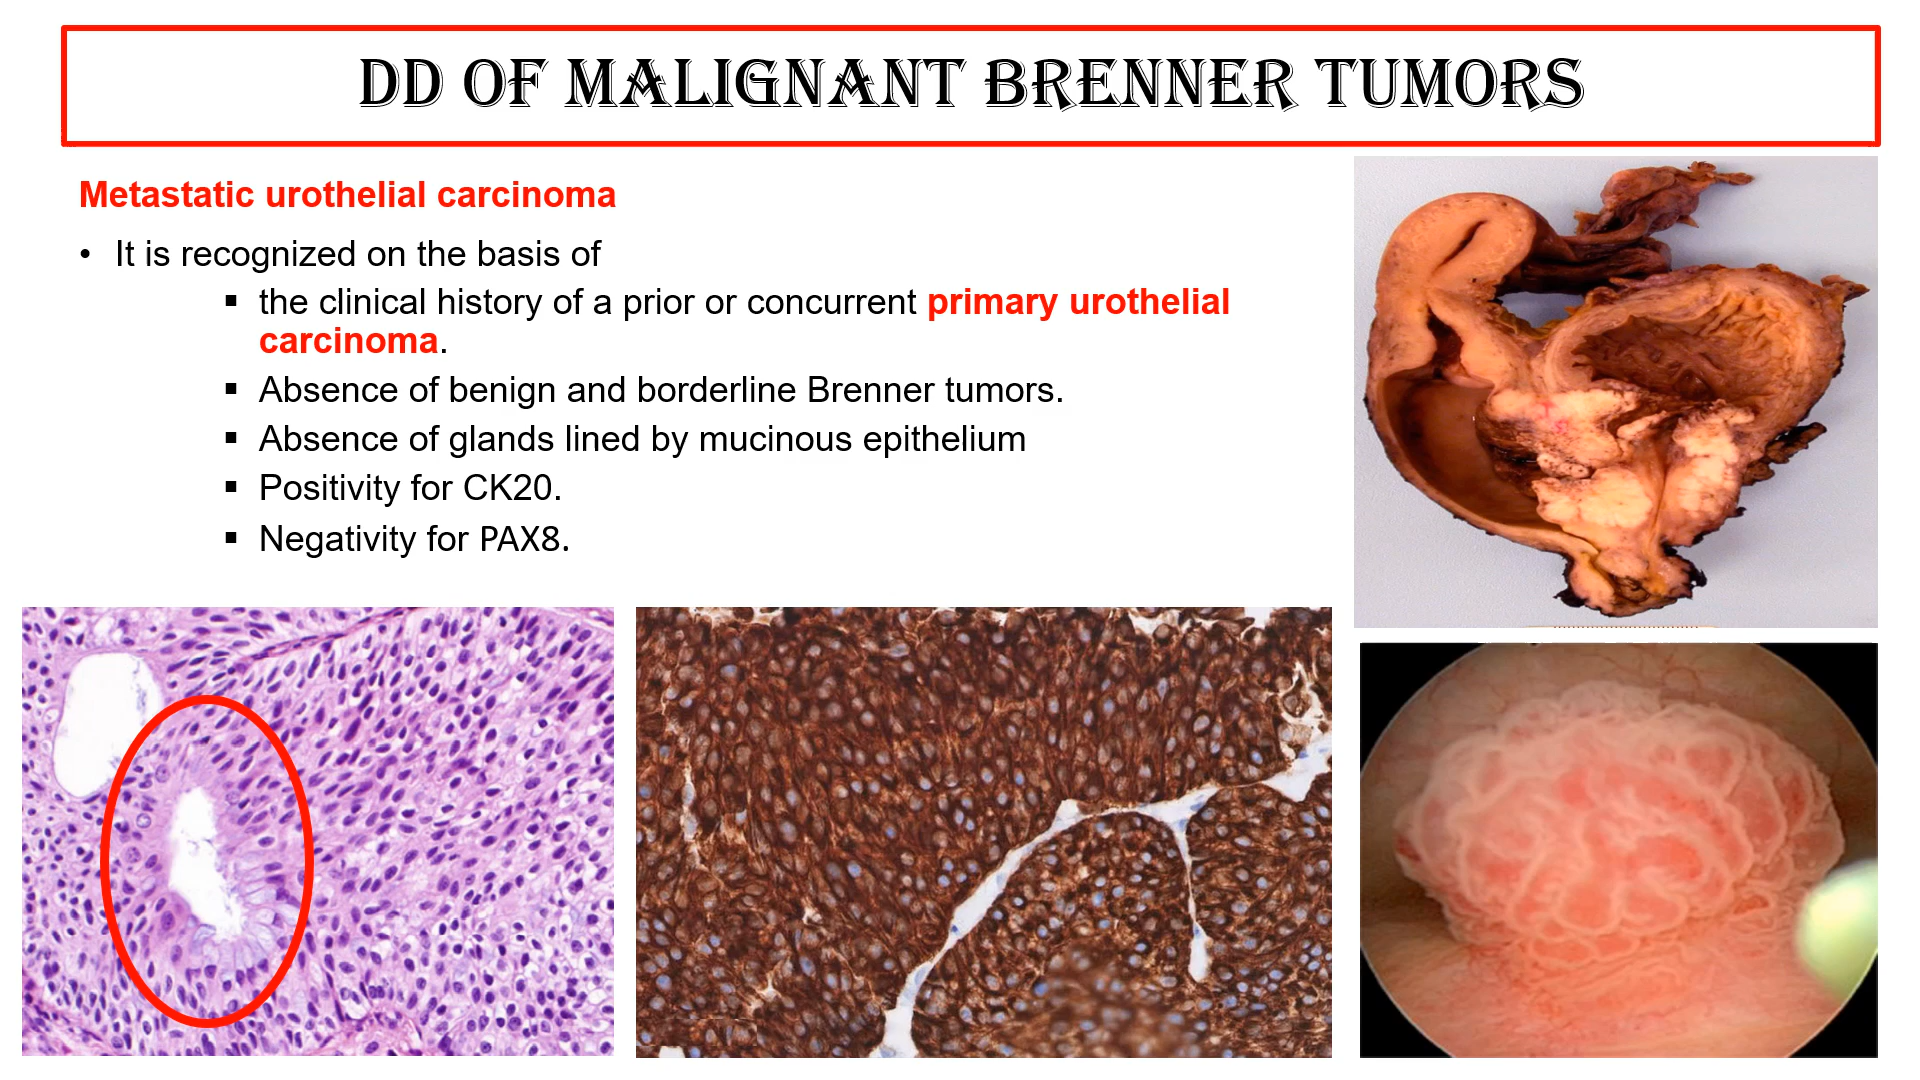 DD OF MALIGNANT BRENNER TUMORS
Metastatic urothelial carcinoma
• It is recognized on the basis of
▪ the clinical history of a prior or concurrent primary urothelial
carcinoma.
▪ Absence of benign and borderline Brenner tumors.
▪ Absence of glands lined by mucinous epithelium
▪ Positivity for CK20.
▪ Negativity for PAX8.